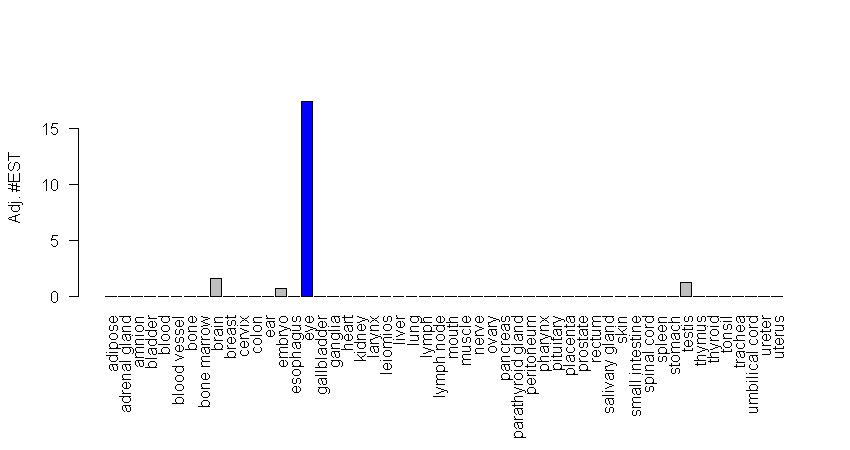 Adj. #EST
15
10
5
0
adipose
adrenal gland
amnion
bladder
blood
blood vessel
bone
bone marrow
brain
breast
cervix
colon
ear
embryo
esophagus
eye
gallbladder
ganglia
heart
kidney
larynx
leiomios
liver
lung
lymph
lymph node
mouth
muscle
nerve
ovary
pancreas
parathyroid gland
peritoneum
pharynx
pituitary
placenta
prostate
rectum
salivary gland
skin
small intestine
spinal cord
spleen
stomach
testis
thymus
thyroid
tonsil
trachea
umbilical cord
ureter
uterus